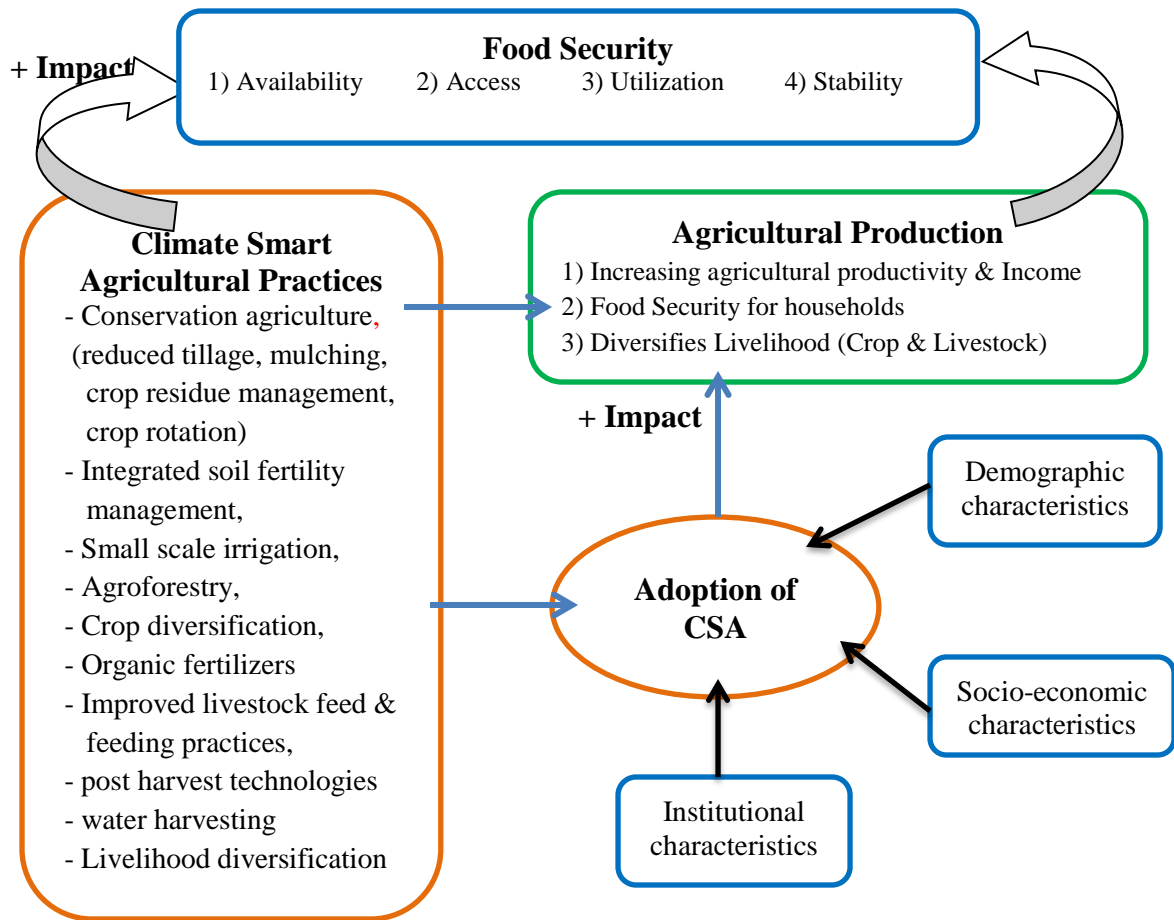 Food Security
+ Impact
1) Availability 2) Access 3) Utilization 4) Stability
Climate Smart
Agricultural Practices
- Conservation agriculture,
(reduced tillage, mulching,
crop residue management,
crop rotation)
- Integrated soil fertility
management,
- Small scale irrigation,
- Agroforestry,
- Crop diversification,
- Organic fertilizers
- Improved livestock feed &
feeding practices,
- post harvest technologies
- water harvesting
- Livelihood diversification
Agricultural Production
1) Increasing agricultural productivity & Income
2) Food Security for households
3) Diversifies Livelihood (Crop & Livestock)
+ Impact
Demographic
characteristics
Adoption of
CSA
Socio-economic
characteristics
Institutional
characteristics